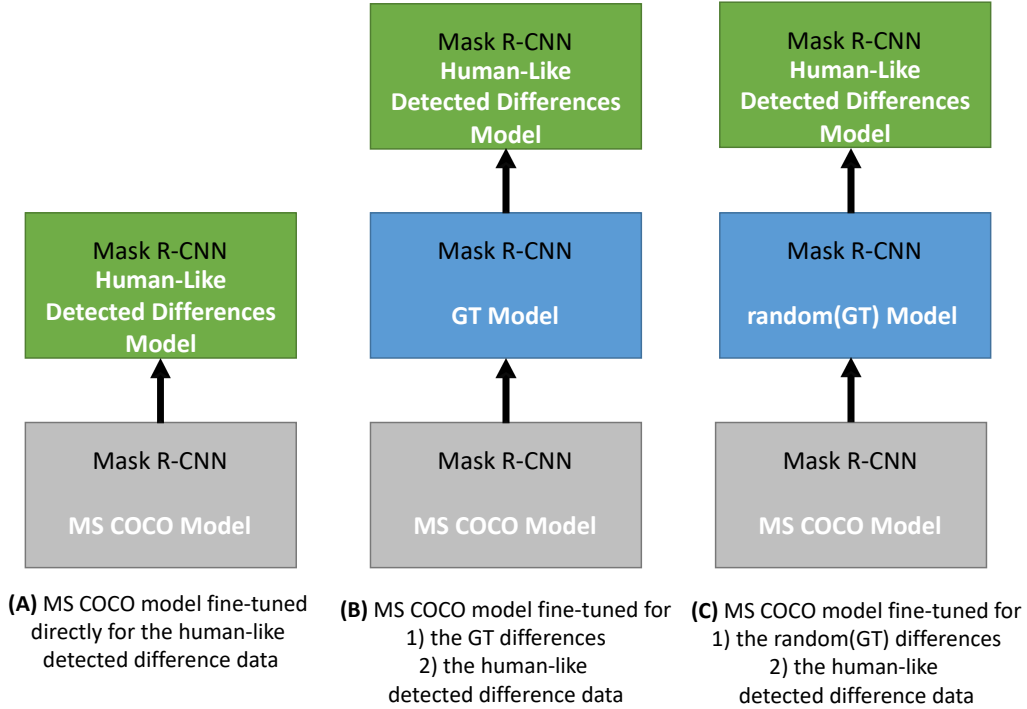 Mask R-CNN
Human-Like
Detected Differences
Model
Mask R-CNN
MS COCO Model
(A) MS COCO model fine-tuned
directly for the human-like
detected difference data
Mask R-CNN
Human-Like
Detected Differences
Model
Mask R-CNN
GT Model
Mask R-CNN
MS COCO Model
(B) MS COCO model fine-tuned for
1) the GT differences
2) the human-like
detected difference data
Mask R-CNN
Human-Like
Detected Differences
Model
Mask R-CNN
random(GT) Model
Mask R-CNN
MS COCO Model
(C) MS COCO model fine-tuned for
1) the random(GT) differences
2) the human-like
detected difference data